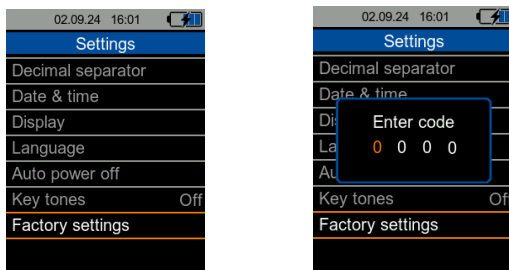 02.09.24 16:01
Settings
Decimal separator
Date & time
Display
Language
Auto power off
Key tones Off
Factory settings
02.09.24 16:01
Settings
Decimal separator
Date & time
Enter code
0 0 0 0
Key tones
Factory settings